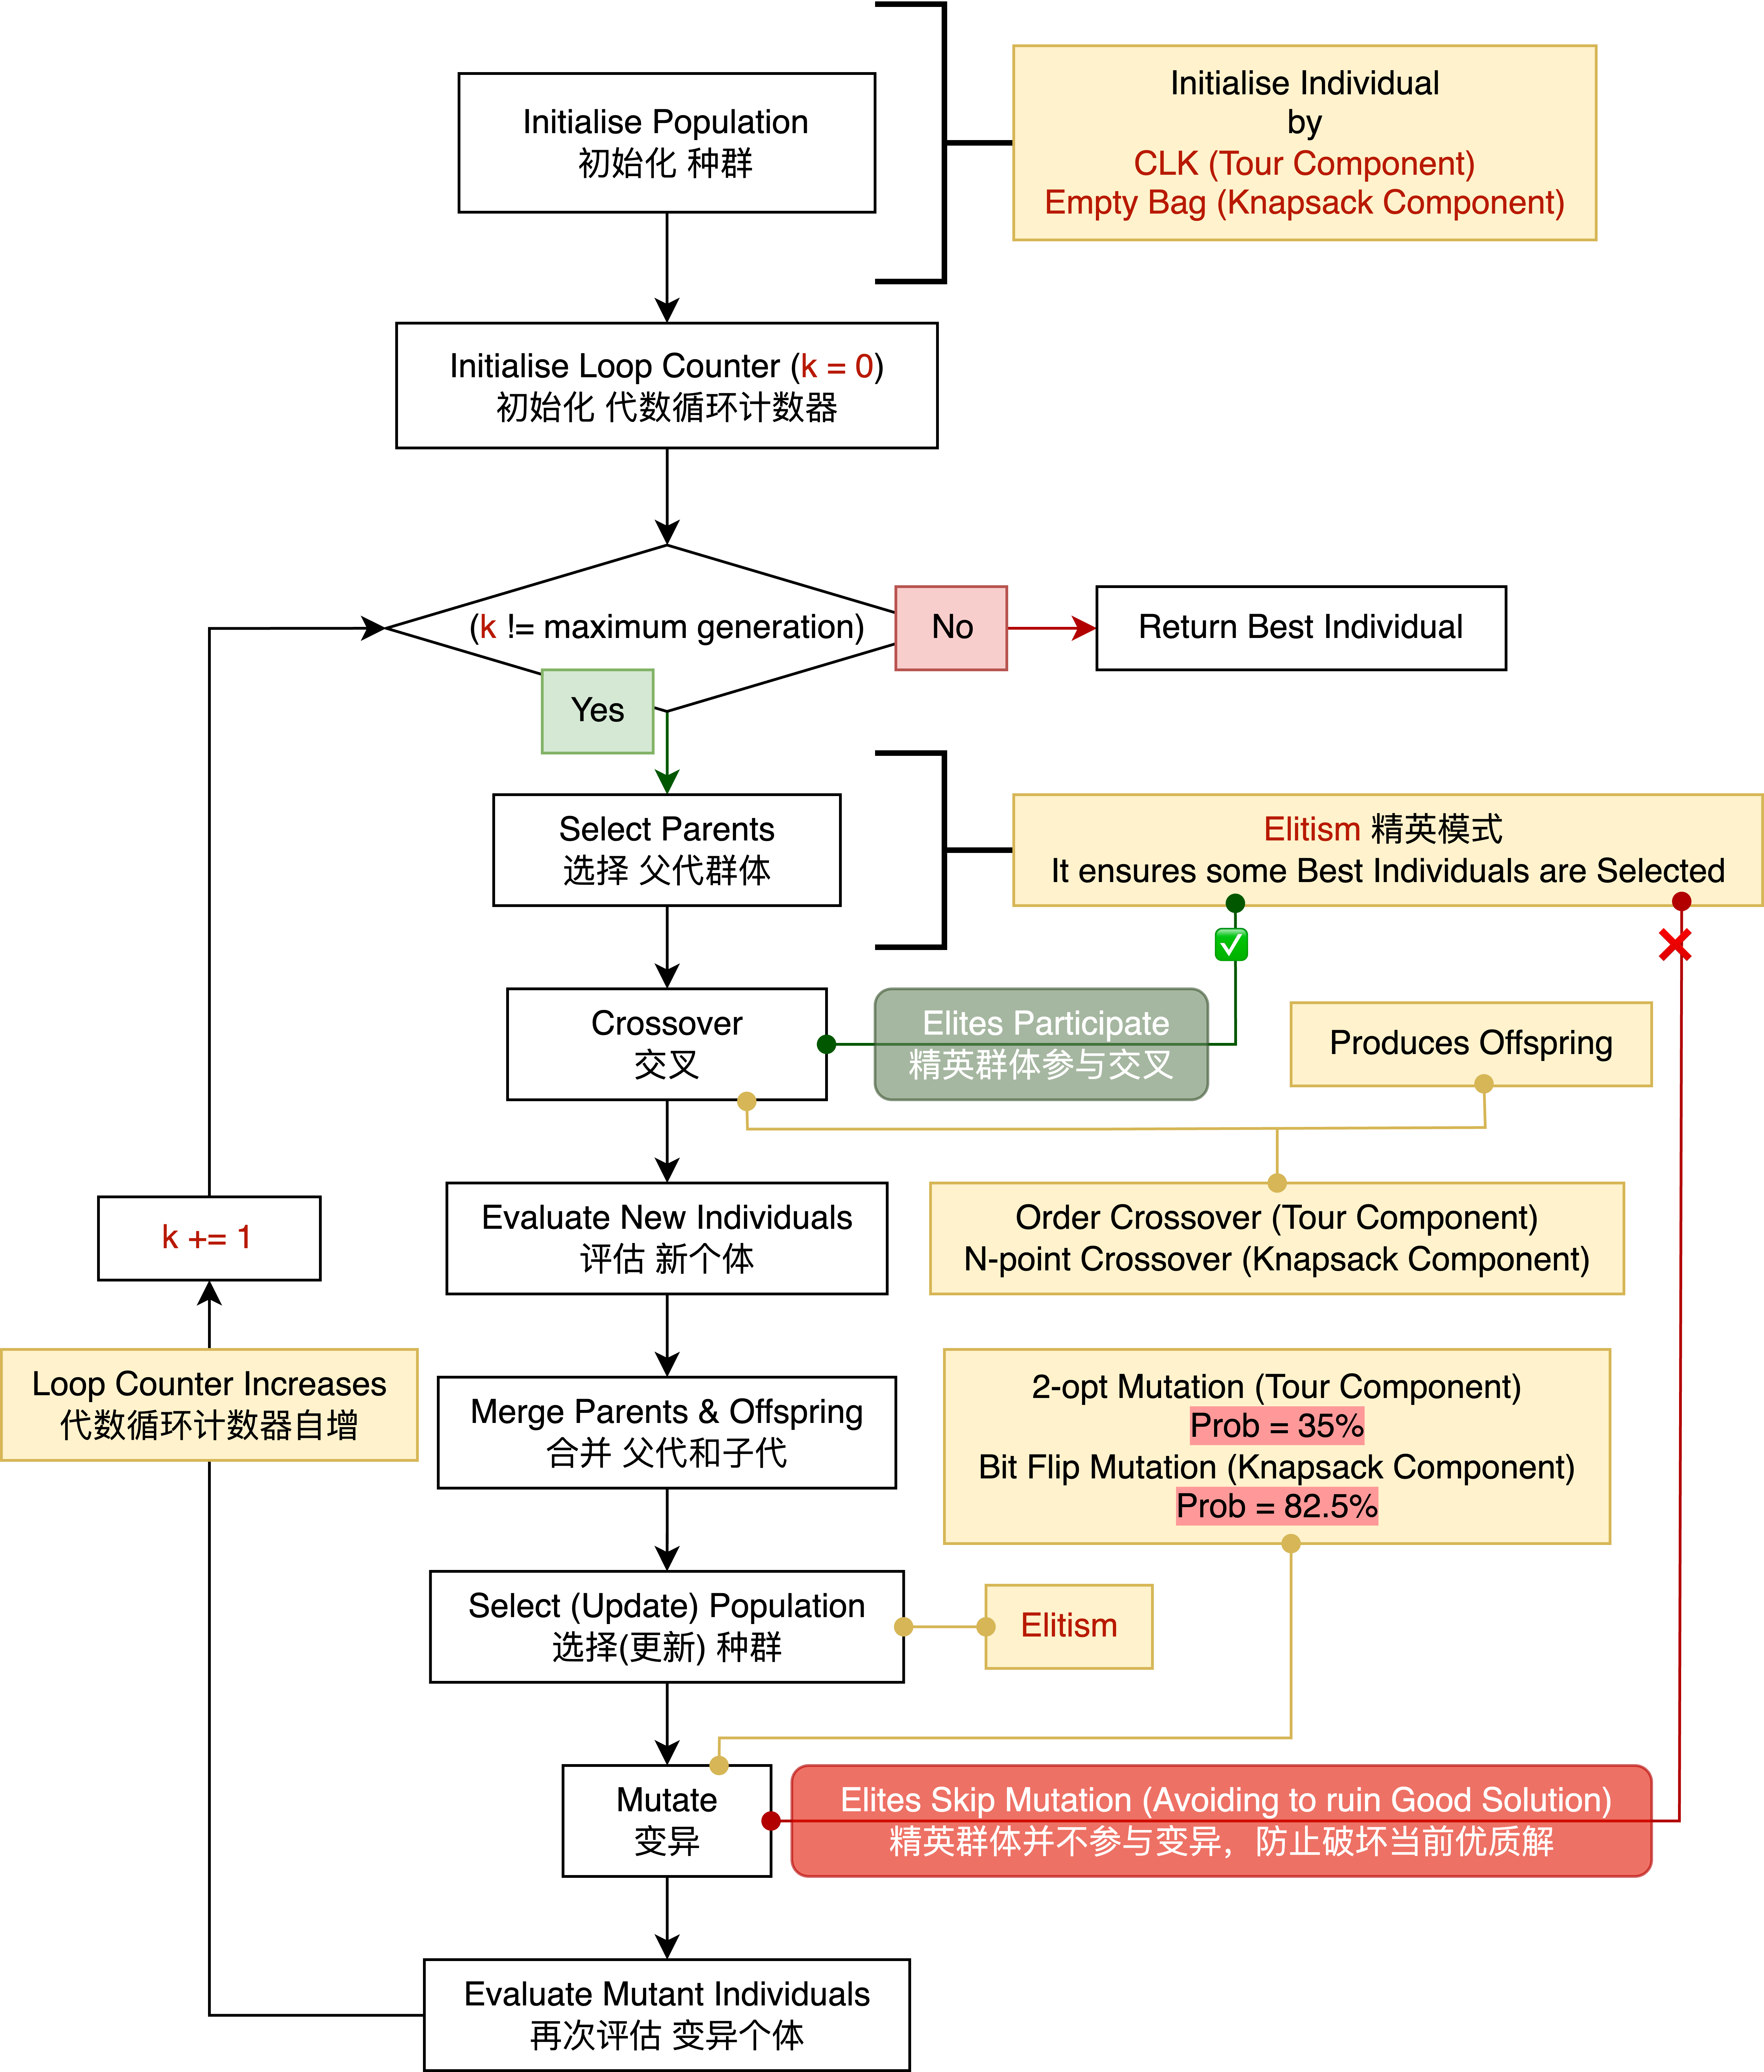 Initialise Population
初始化 种群
Initialise Individual
by
CLK (Tour Component)
Empty Bag (Knapsack Component)
Initialise Loop Counter (k = 0)
初始化 代数循环计数器
(k != maximum generation)
No
Return Best Individual
Yes
Select Parents
选择 父代群体
Elitism 精英模式
It ensures some Best Individuals are Selected
Crossover
交叉
Elites Participate
精英群体参与交叉
Produces Offspring
Evaluate New Individuals
评估 新个体
Order Crossover (Tour Component)
N-point Crossover (Knapsack Component)
k += 1
Loop Counter Increases
代数循环计数器自增
Merge Parents & Offspring
合并 父代和子代
2-opt Mutation (Tour Component)
Prob = 35%
Bit Flip Mutation (Knapsack Component)
Prob = 82.5%
Select (Update) Population
选择(更新) 种群
Elitism
Mutate
变异
Elites Skip Mutation (Avoiding to ruin Good Solution)
精英群体并不参与变异，防止破坏当前优质解
Evaluate Mutant Individuals
再次评估 变异个体